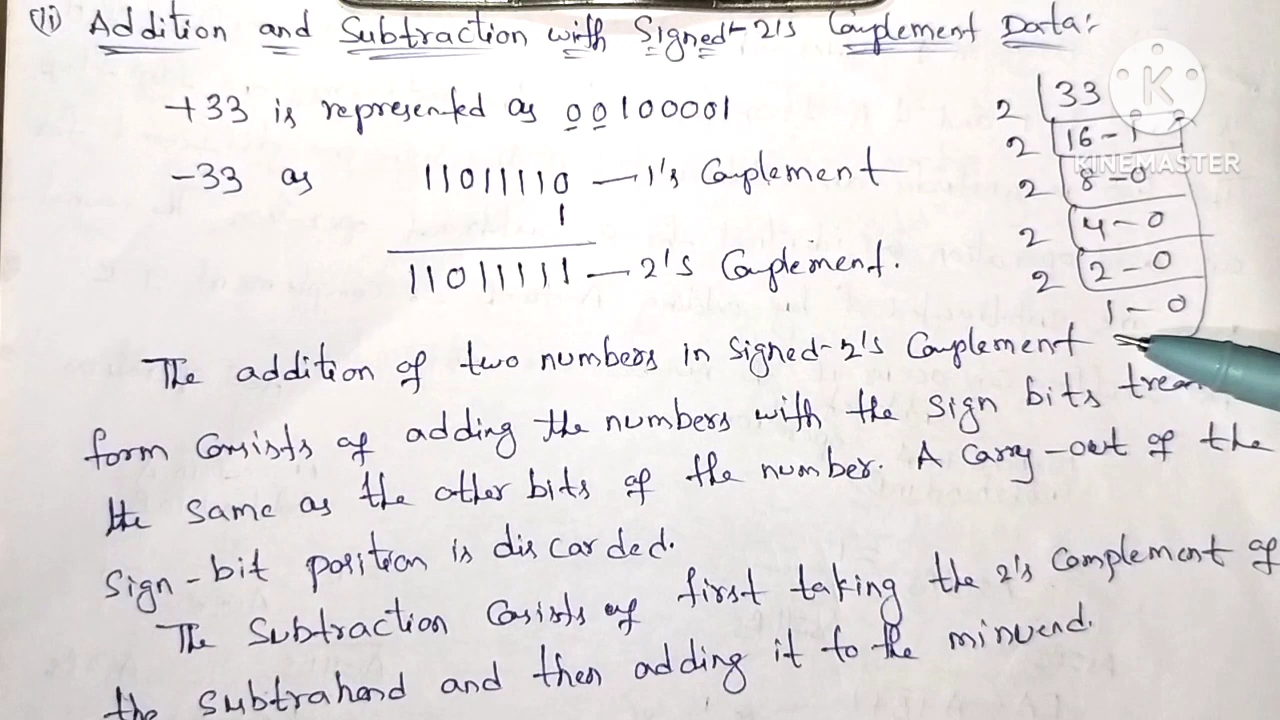 (ii) Addition and Subtraction with Signed-2's Complement Data:-
+33 is represented as 00100001
-33 as 11011110 — 1's Complement
1
11011111 — 2's Complement.
2 33
2 16-1
2 8-0
2 4-0
2 2-0
1-0
K
KINEMASTER
The addition of two numbers in signed-2's Complement
form Consists of adding the numbers with the sign bits
the same as the other bits of the number. A carry-out of the
sign-bit position is discarded.
The Subtraction Cosists of first taking the 2's complement of
the subtrahend and then adding it to the minuend.